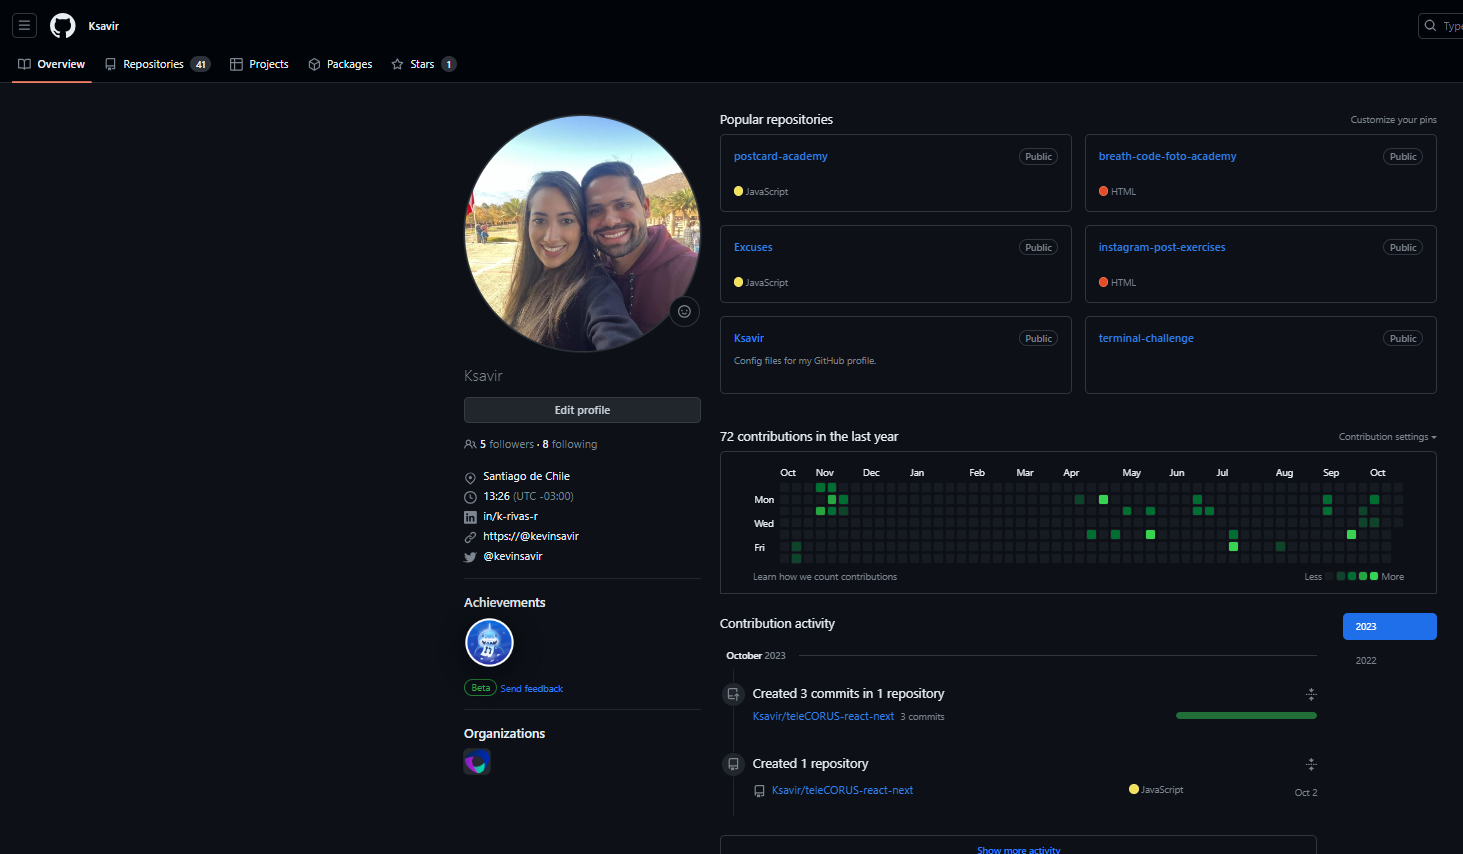 Ksavir
Type
Overview
Repositories 41
Projects
Packages
Stars 1
Ksavir
Edit profile
5 followers · 8 following
Santiago de Chile
13:26 (UTC -03:00)
in/k-rivas-r
https://@kevinsavir
@kevinsavir
Achievements
Beta Send feedback
Organizations
Popular repositories
Customize your pins
postcard-academy Public
JavaScript
breath-code-foto-academy Public
HTML
Excuses Public
JavaScript
instagram-post-exercises Public
HTML
Ksavir Public
Config files for my GitHub profile.
terminal-challenge Public
72 contributions in the last year
Contribution settings
Oct Nov Dec Jan Feb Mar Apr May Jun Jul Aug Sep Oct
Mon
Wed
Fri
Learn how we count contributions
Less More
Contribution activity
2023
2022
October 2023
Created 3 commits in 1 repository
Ksavir/teleCORUS-react-next 3 commits
Created 1 repository
Ksavir/teleCORUS-react-next JavaScript Oct 2
Show more activity